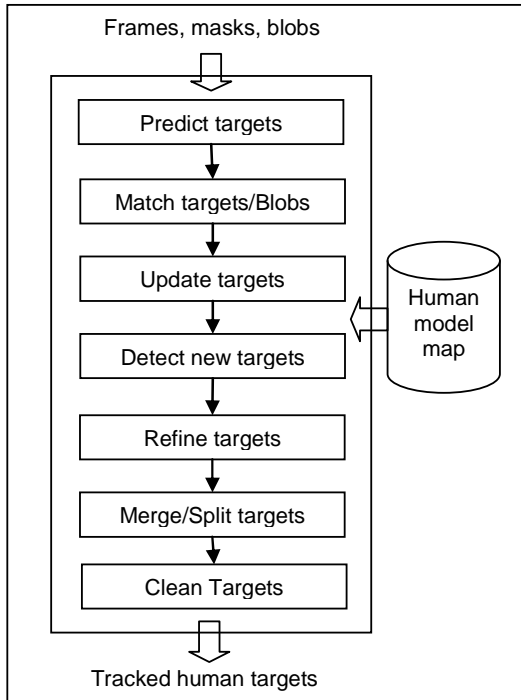 Frames, masks, blobs
Predict targets
Match targets/Blobs
Update targets
Human
model
map
Detect new targets
Refine targets
Merge/Split targets
Clean Targets
Tracked human targets